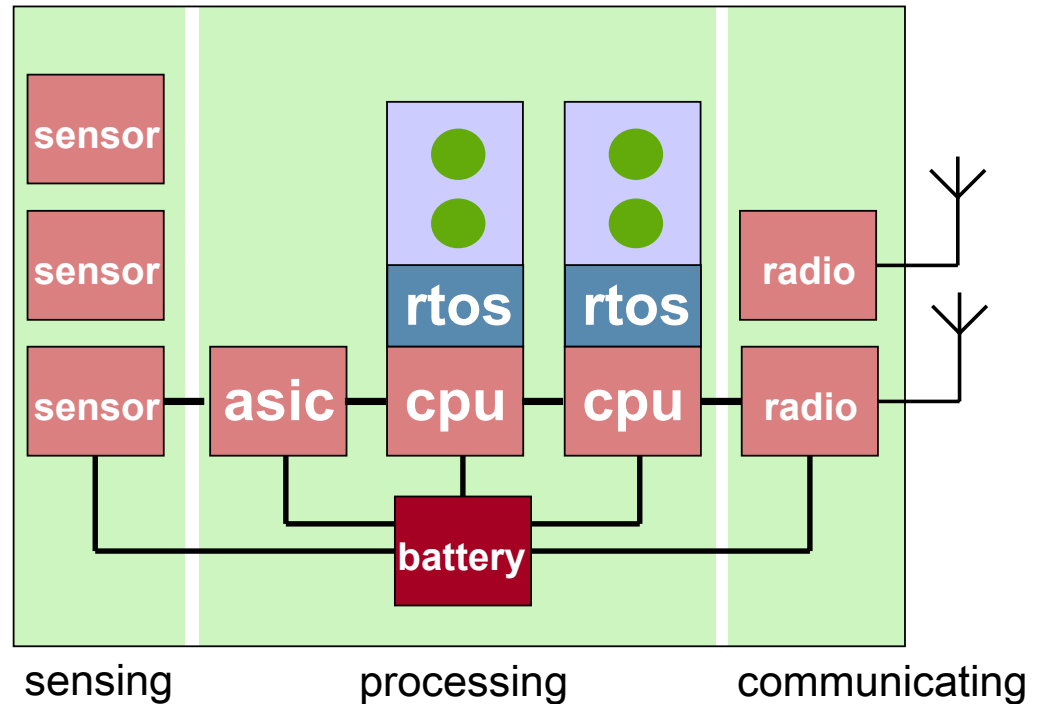 sensor
sensor
rtos
rtos
radio
sensor
asic
cpu
cpu
radio
battery
sensing
processing
communicating